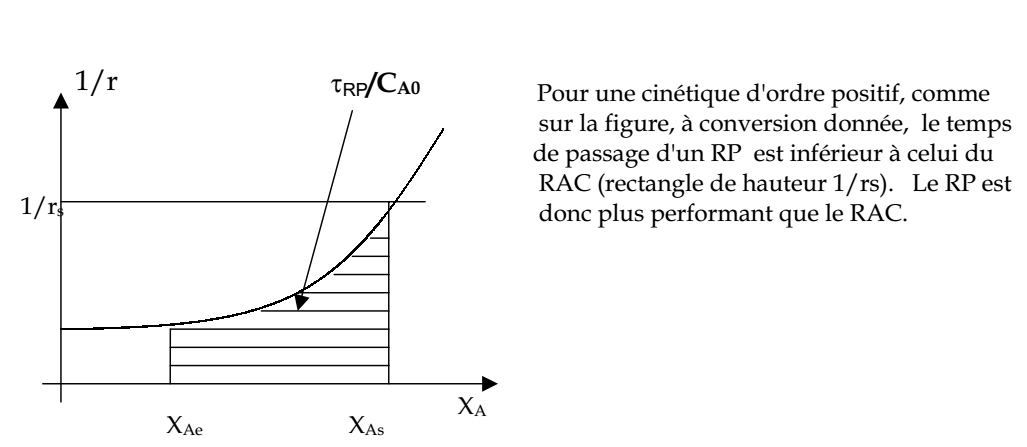 1/r
τRP/CA0
1/rs
XAe
XAs
XA
Pour une cinétique d'ordre positif, comme
sur la figure, à conversion donnée, le temps
de passage d'un RP est inférieur à celui du
RAC (rectangle de hauteur 1/rs). Le RP est
donc plus performant que le RAC.